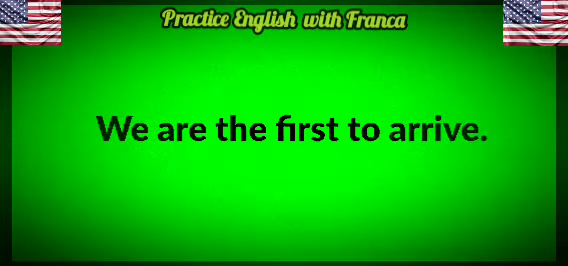 Practice English with Franca
We are the first to arrive.